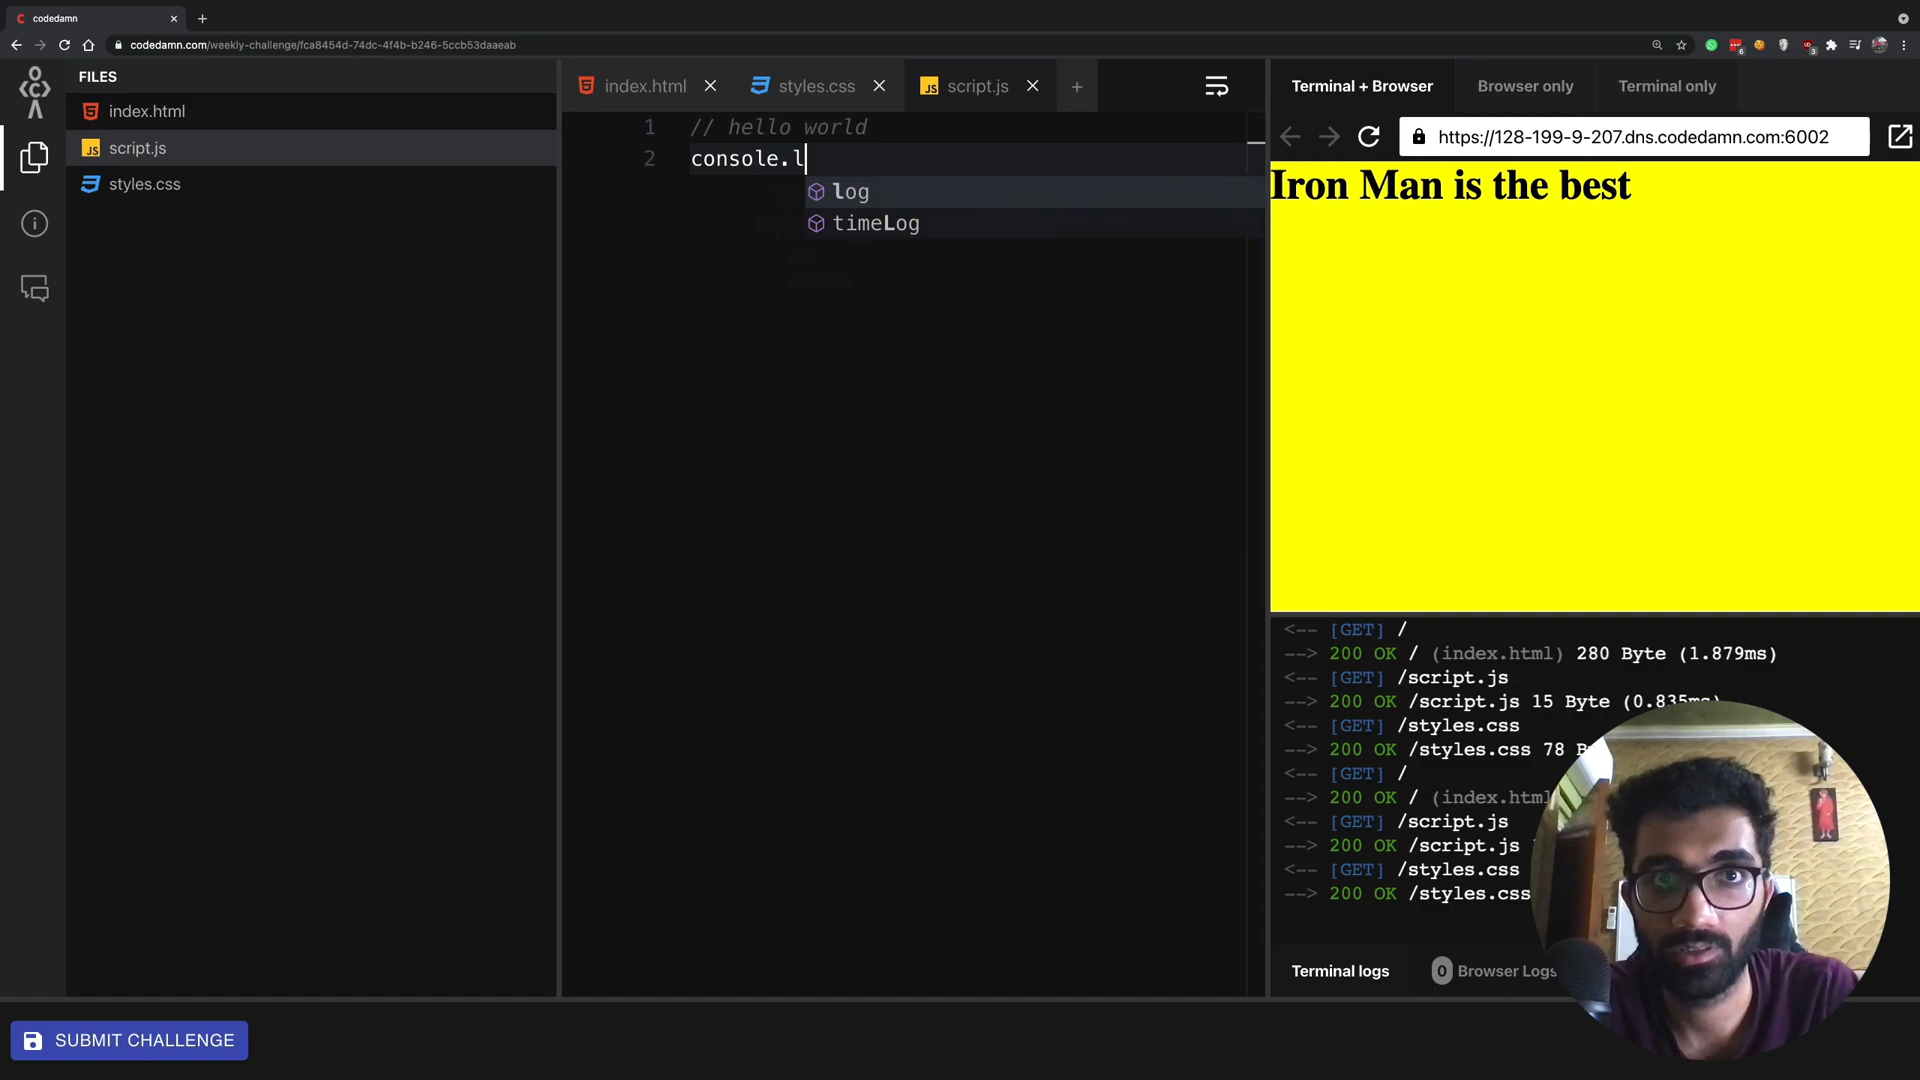 codedamn
codedamn.com/weekly-challenge/fca8454d-74dc-4f4b-b246-5ccb53daaeab
FILES
index.html
script.js
styles.css
index.html
styles.css
JS script.js
1 // hello world
2 console.l
log
timeLog
Terminal + Browser
Browser only
Terminal only
https://128-199-9-207.dns.codedamn.com:6002
Iron Man is the best
<-- [GET] /
--> 200 OK / (index.html) 280 Byte (1.879ms)
<-- [GET] /script.js
--> 200 OK /script.js 15 Byte (0.835ms)
<-- [GET] /styles.css
--> 200 OK /styles.css 78 B
<-- [GET] /
--> 200 OK / (index.html
<-- [GET] /script.js
--> 200 OK /script.js
<-- [GET] /styles.css
--> 200 OK /styles.css
Terminal logs
0 Browser Logs
SUBMIT CHALLENGE